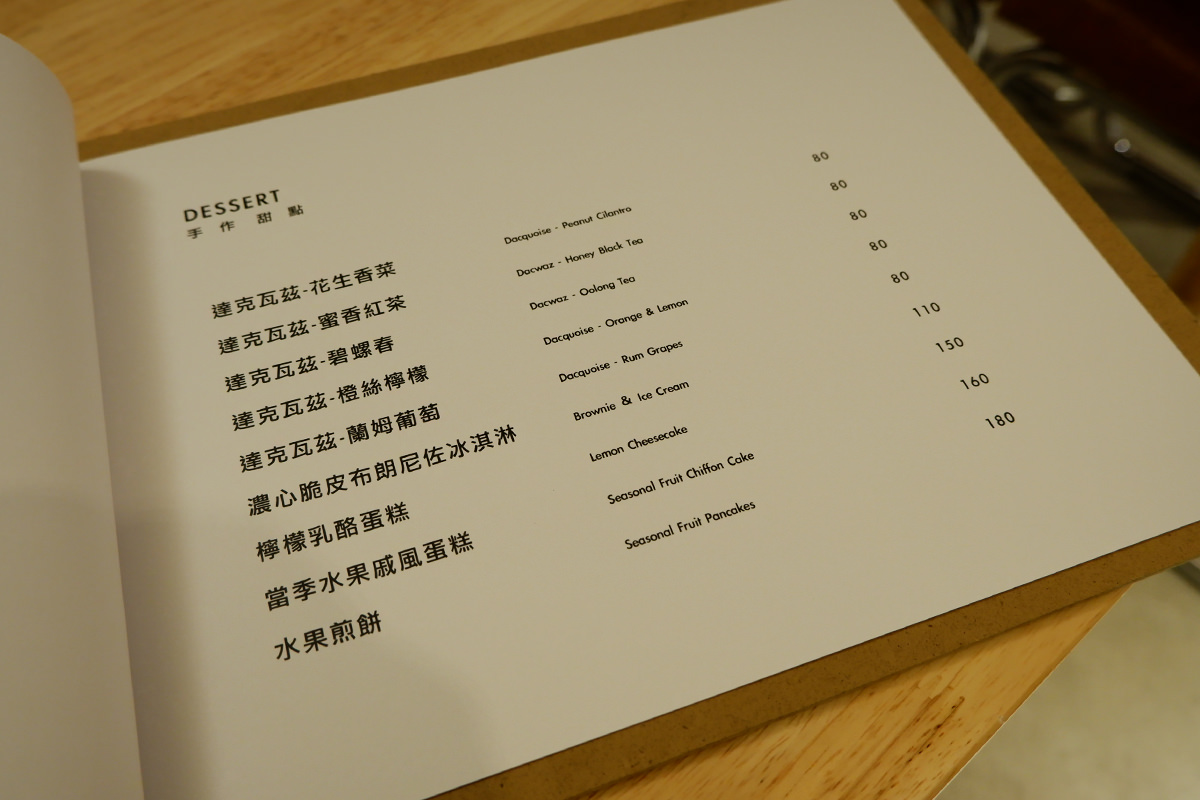 DESSERT
手作 甜點
達克瓦茲-花生香菜 Dacquoise - Peanut Cilantro 80
達克瓦茲-蜜香紅茶 Dacwaz - Honey Black Tea 80
達克瓦茲-碧螺春 Dacwaz - Oolong Tea 80
達克瓦茲-橙絲檸檬 Dacquoise - Orange & Lemon 80
達克瓦茲-蘭姆葡萄 Dacquoise - Rum Grapes 80
濃心脆皮布朗尼佐冰淇淋 Brownie & Ice Cream 110
檸檬乳酪蛋糕 Lemon Cheesecake 150
當季水果戚風蛋糕 Seasonal Fruit Chiffon Cake 160
水果煎餅 Seasonal Fruit Pancakes 180